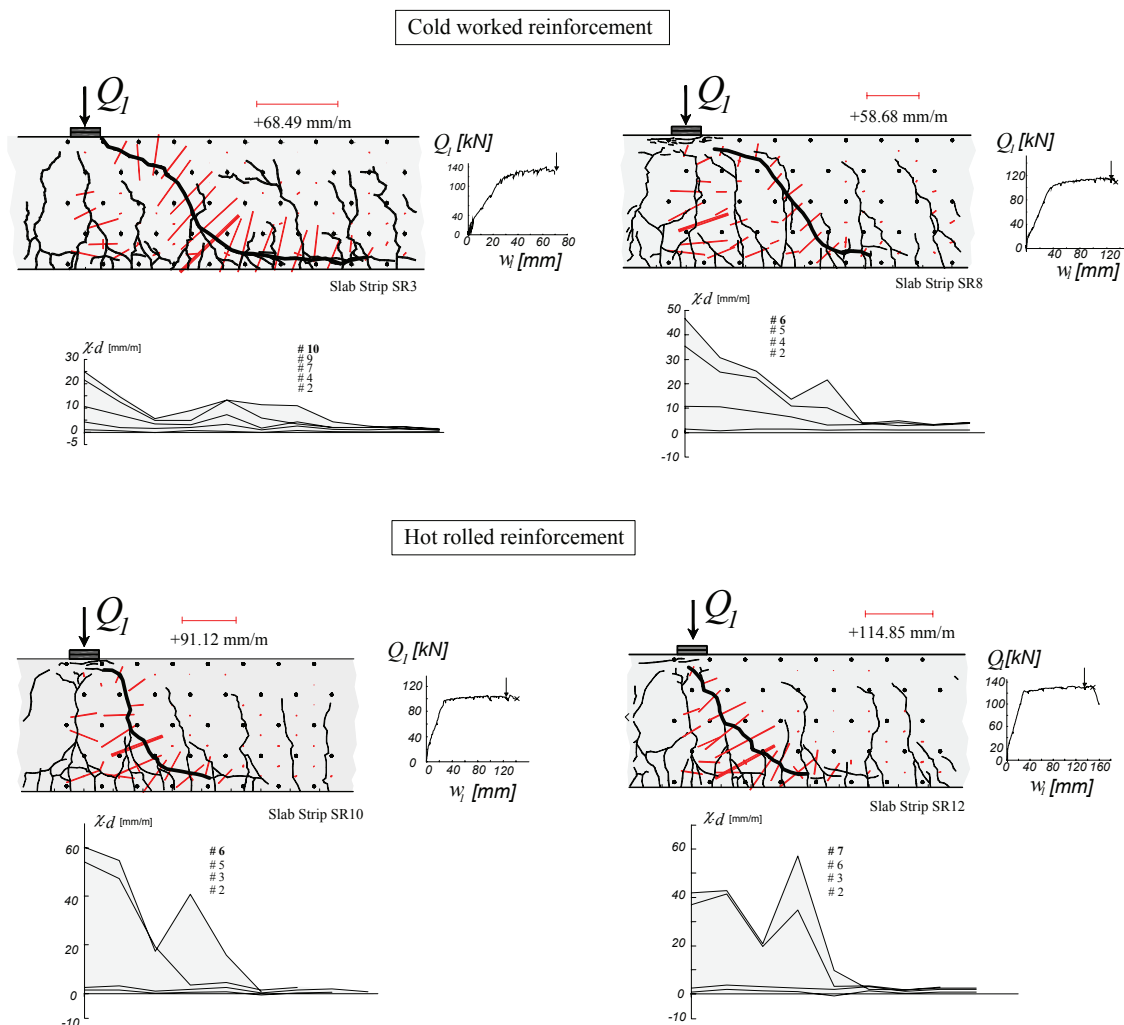 Cold worked reinforcement
Q1
+68.49 mm/m
Q1 [kN]
140
100
40
0
0 20 40 60 80
w1 [mm]
Slab Strip SR3
Q1
+58.68 mm/m
Q1 [kN]
120
80
40
0
40 80 120
w1 [mm]
Slab Strip SR8
χ·d [mm/m]
30
20
10
0
-5
# 10
# 9
# 7
# 4
# 2
χ·d [mm/m]
50
40
30
20
10
0
-10
# 6
# 5
# 4
# 2
Hot rolled reinforcement
Q1
+91.12 mm/m
Q1 [kN]
120
80
40
0
0 40 80 120
w1 [mm]
Slab Strip SR10
Q1
+114.85 mm/m
Q1 [kN]
140
100
60
20
0
0 40 80 120 160
w1 [mm]
Slab Strip SR12
χ·d [mm/m]
60
40
20
0
-10
# 6
# 5
# 3
# 2
χ·d [mm/m]
60
40
20
0
-10
# 7
# 6
# 3
# 2